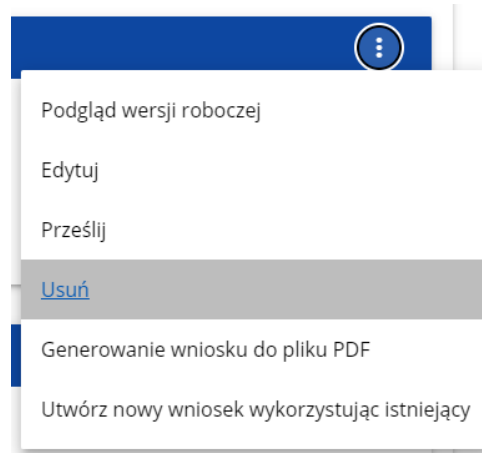 Podgląd wersji roboczej
Edytuj
Prześlij
Usuń
Generowanie wniosku do pliku PDF
Utwórz nowy wniosek wykorzystując istniejący